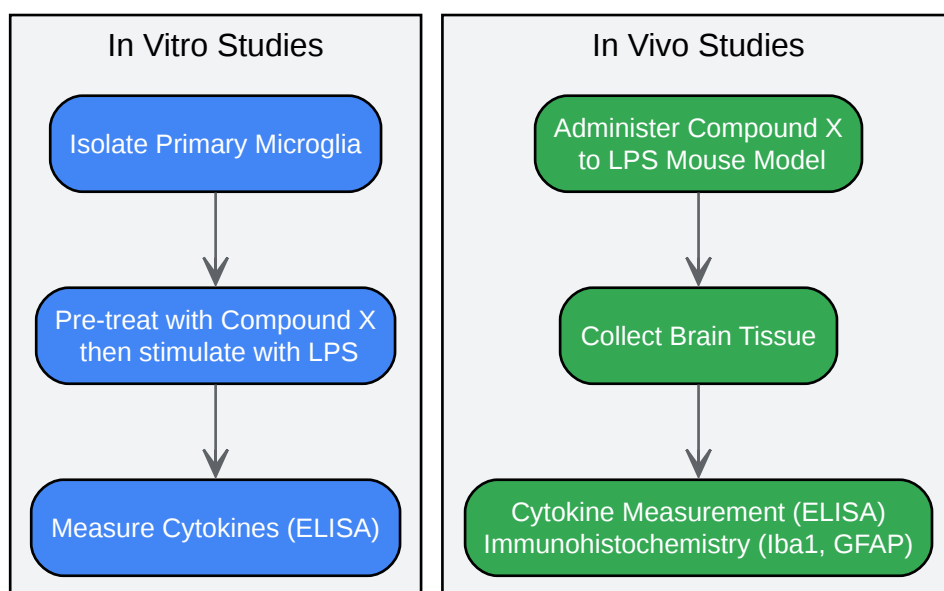 In Vitro Studies
Isolate Primary Microglia
Pre-treat with Compound X
then stimulate with LPS
Measure Cytokines (ELISA)
In Vivo Studies
Administer Compound X
to LPS Mouse Model
Collect Brain Tissue
Cytokine Measurement (ELISA)
Immunohistochemistry (Iba1, GFAP)